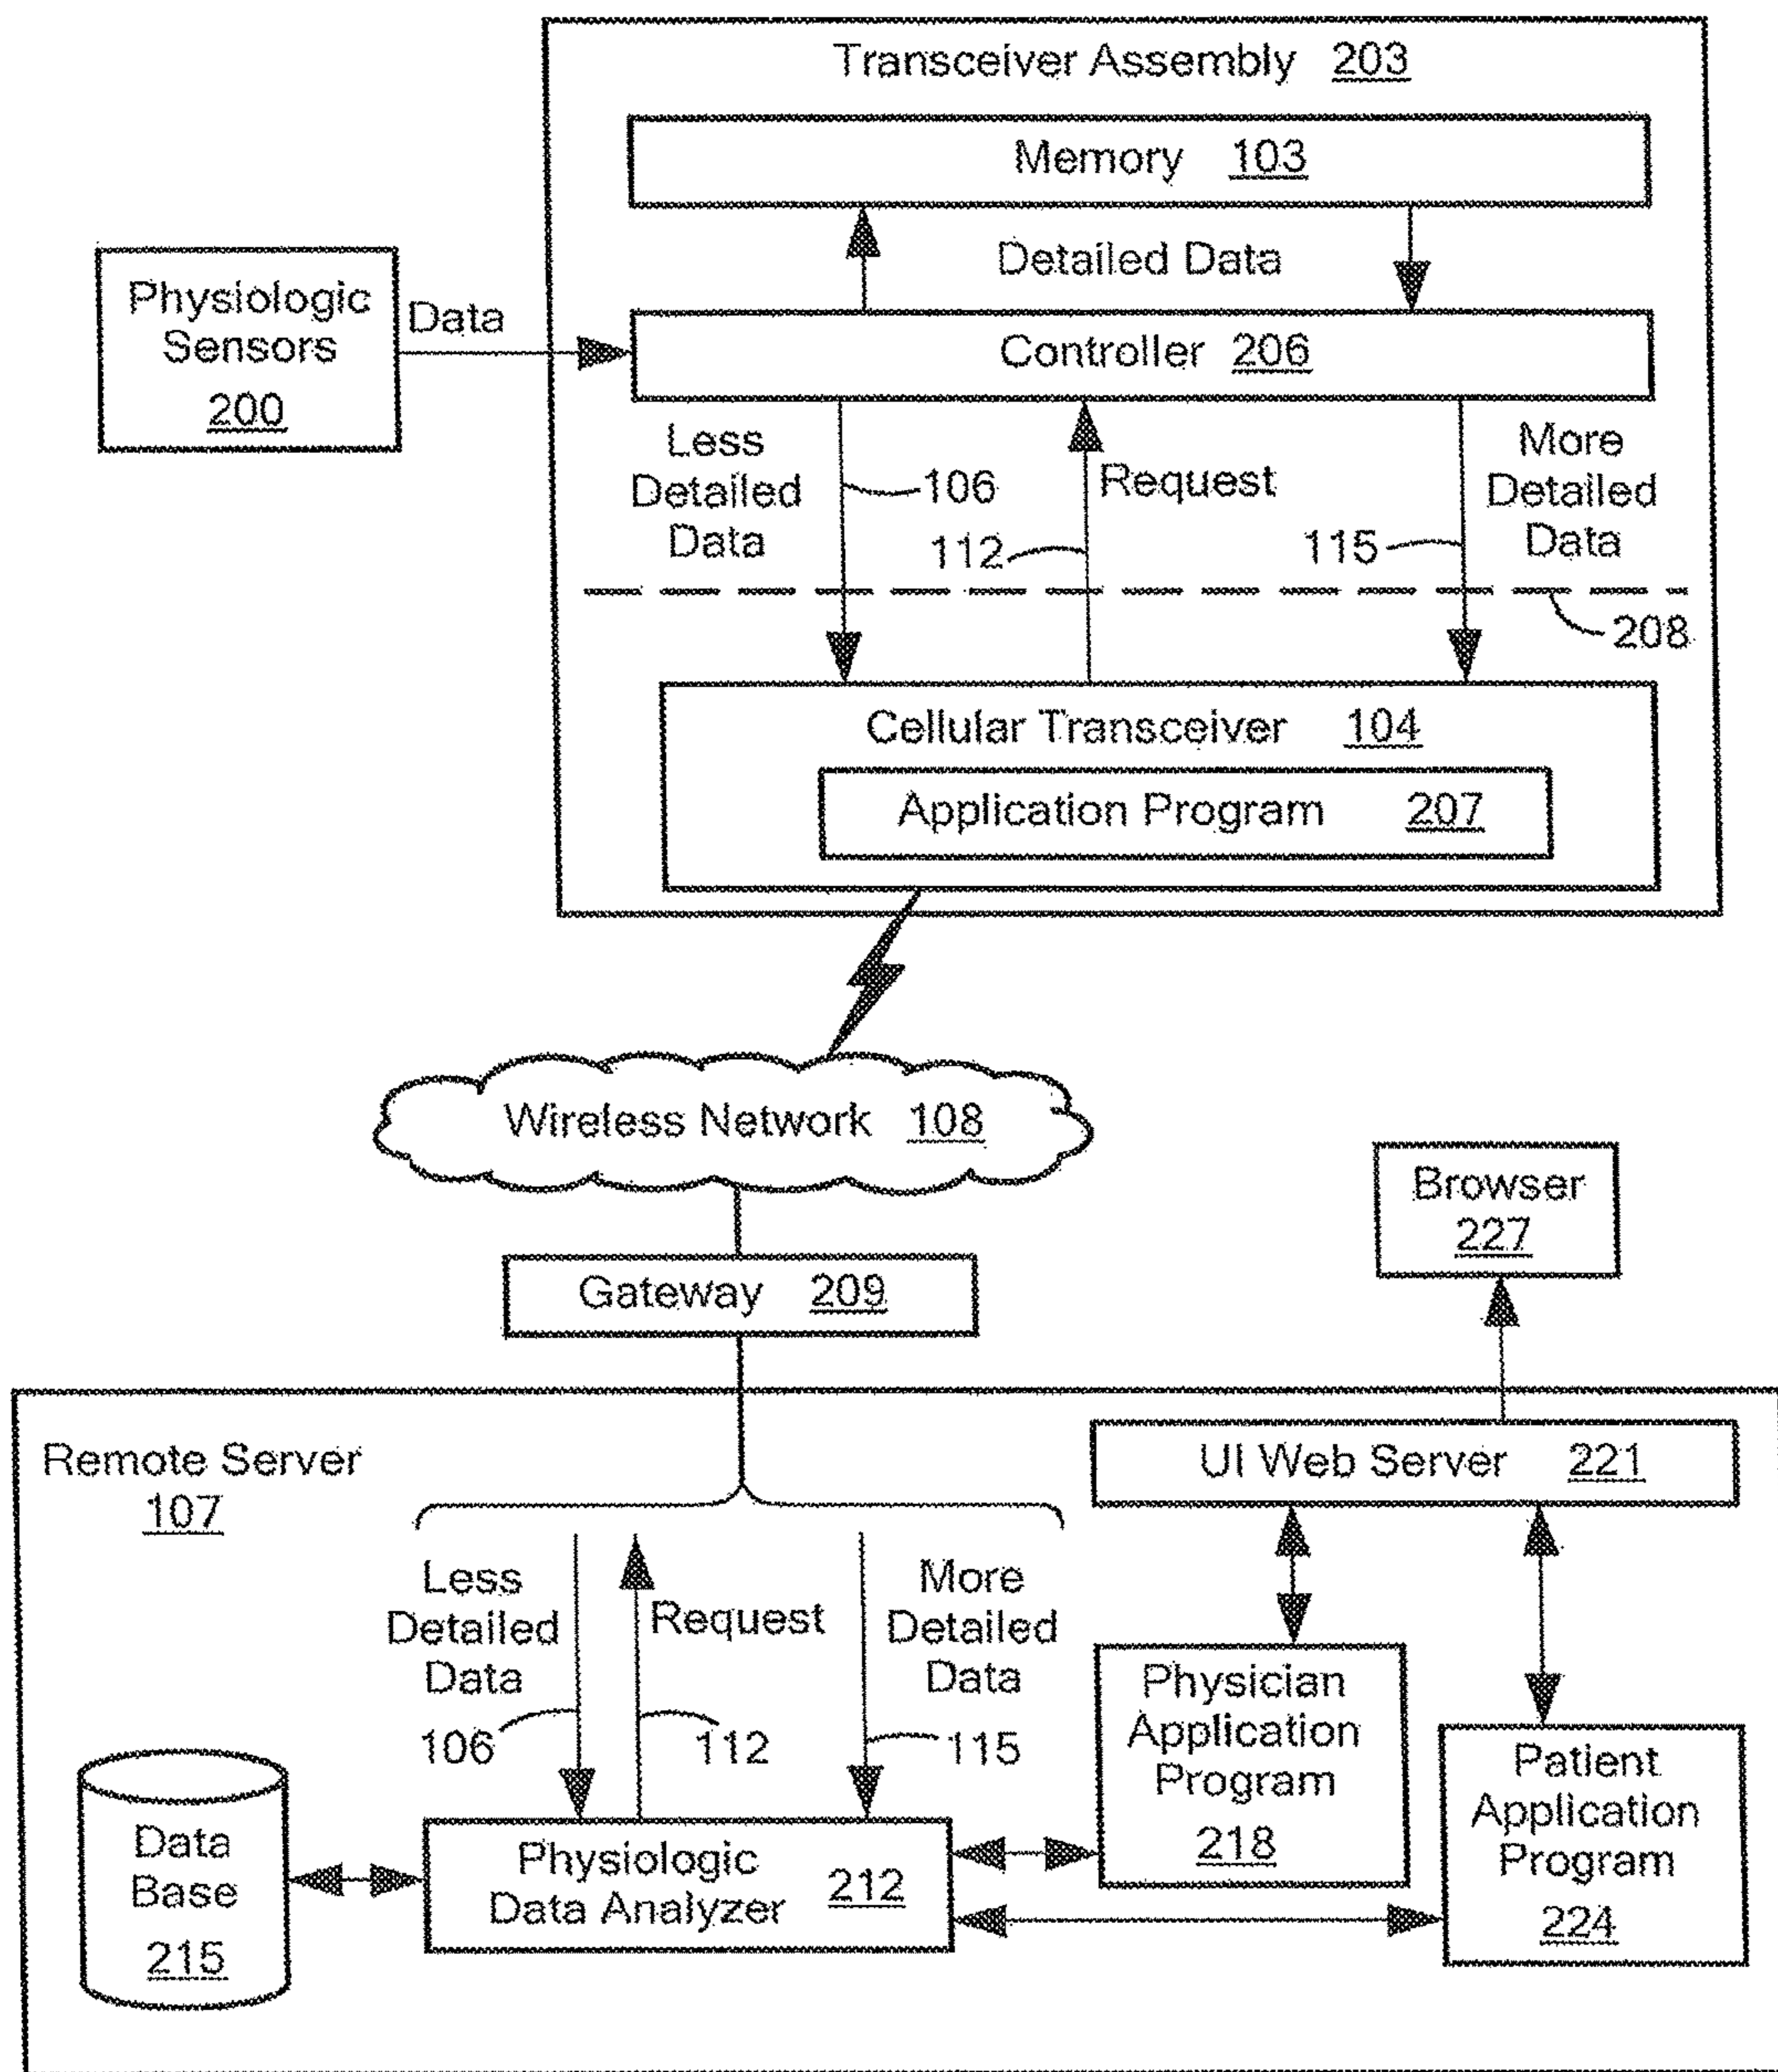 Transceiver Assembly 203
Memory 103
Detailed Data
Physiologic
Sensors
200
Data
Controller 206
Less
Detailed
Data
106
Request
112
More
Detailed
Data
115
208
Cellular Transceiver 104
Application Program 207
Wireless Network 108
Gateway 209
Browser
227
Remote Server
107
UI Web Server 221
Less
Detailed
Data
106
Request
112
More
Detailed
Data
115
Physician
Application
Program
218
Patient
Application
Program
224
Data
Base
215
Physiologic
Data Analyzer 212